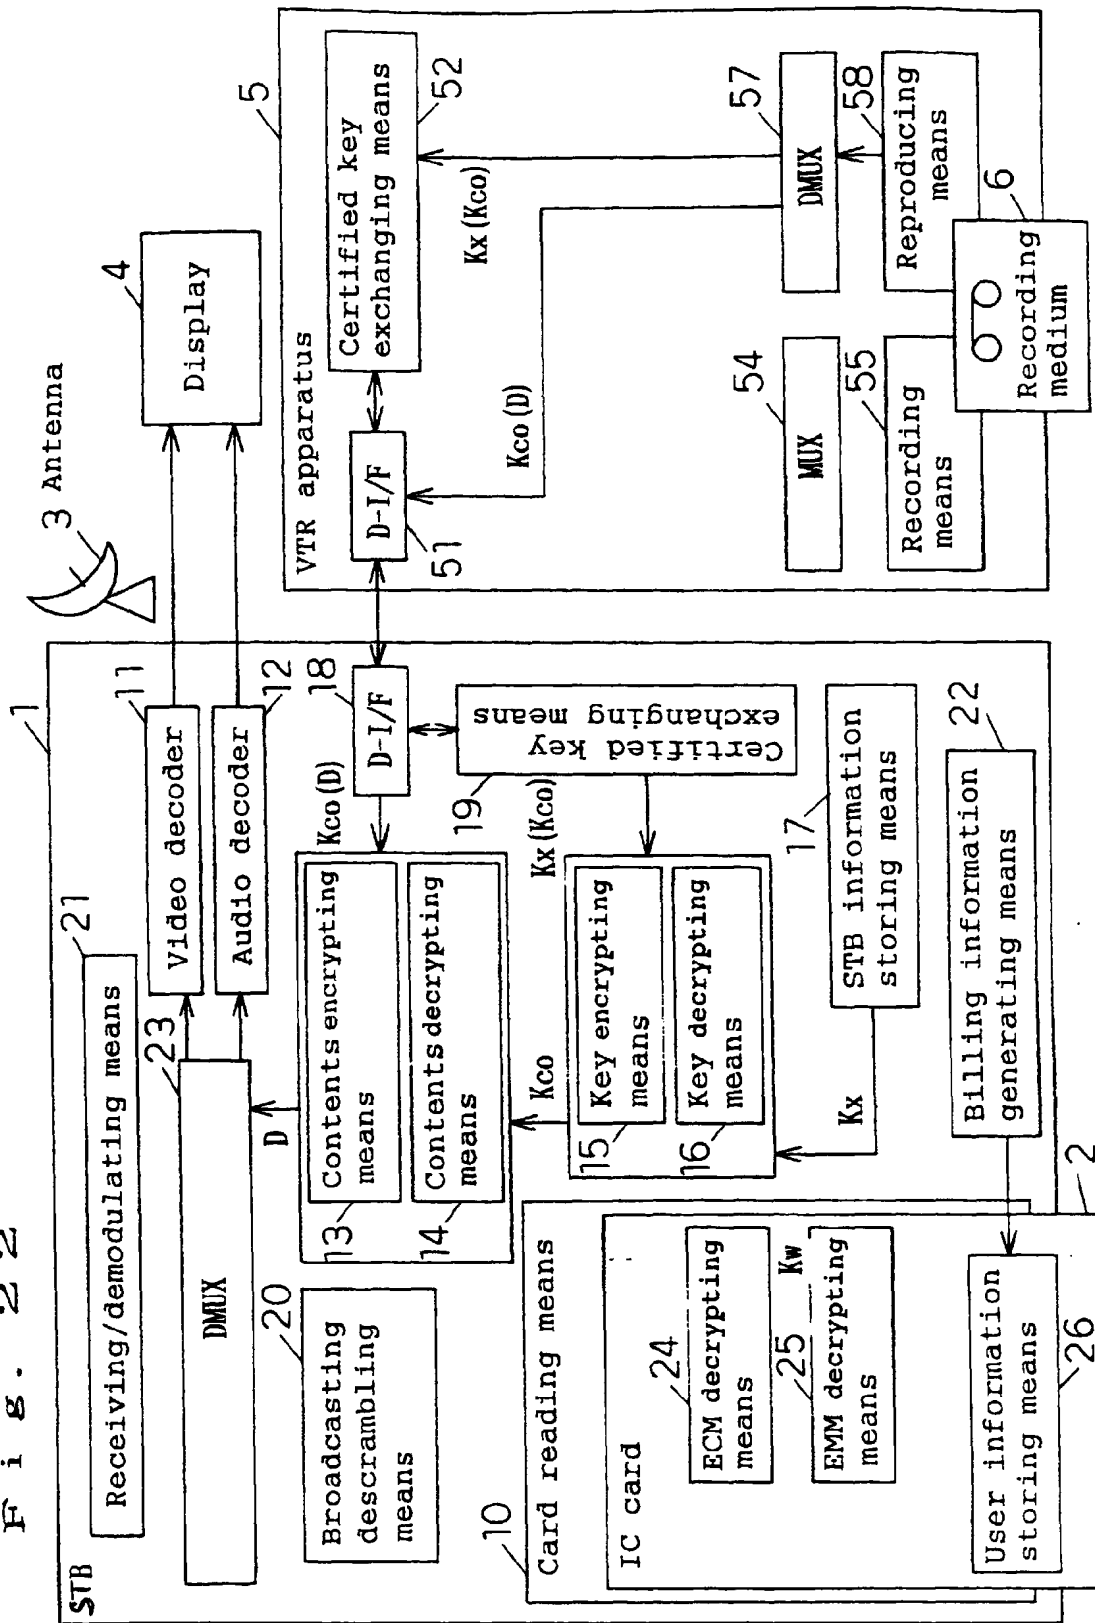 Fig. 22
STB
1
Receiving/demodulating means
21
DMUX
23
Video decoder
11
Audio decoder
12
3 Antenna
Display
4
Broadcasting
descrambling
means
20
D
Contents encrypting
means
13
Contents decrypting
means
14
Kco(D)
D-I/F
18
Certified key
exchanging means
19
Kx(Kco)
Kco
Key encrypting
means
15
Key decrypting
means
16
Kx
STB information
storing means
17
Billing information
generating means
22
10
Card reading means
IC card
2
ECM decrypting
means
24
Kw
EMM decrypting
means
25
User information
storing means
26
VTR apparatus
5
D-I/F
51
Certified key
exchanging means
52
Kx(Kco)
Kco(D)
MUX
54
DMUX
57
Recording
means
55
Reproducing
means
58
Recording
medium
6